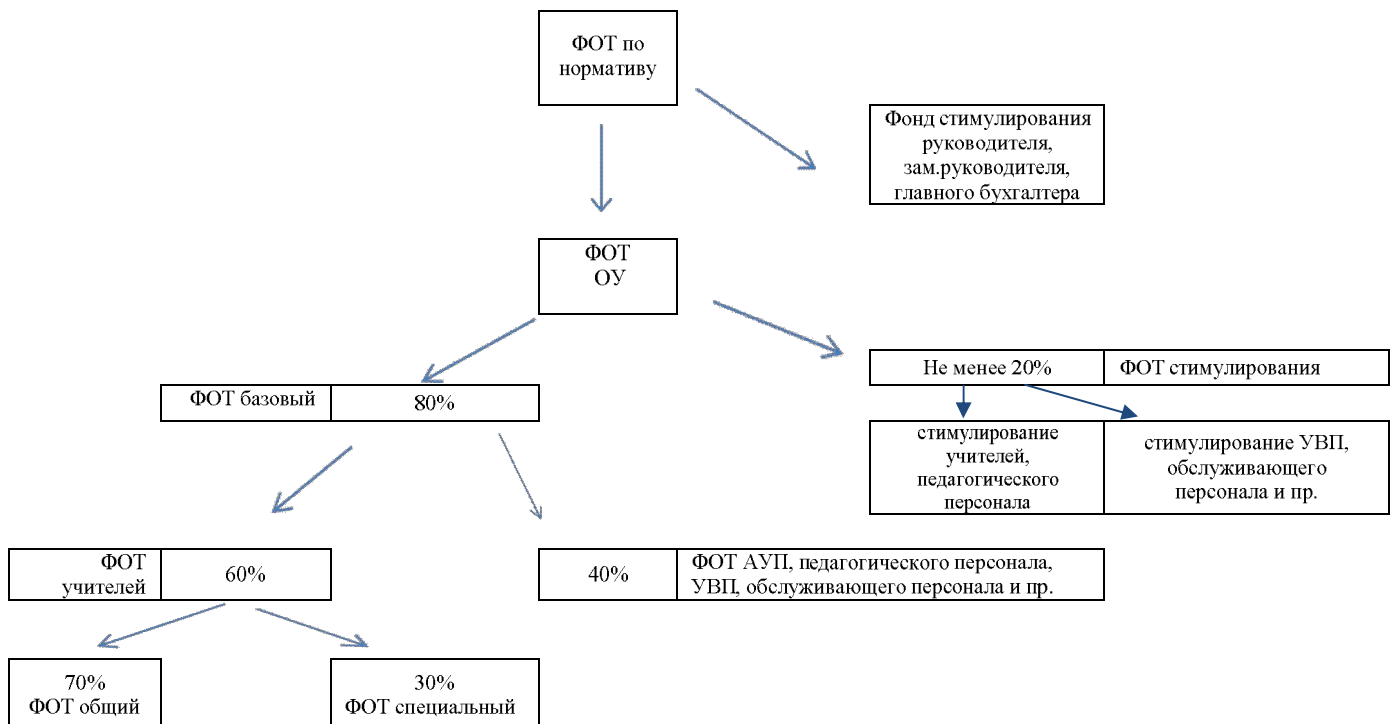 ФОТ по
нормативу
Фонд стимулирования
руководителя,
зам.руководителя,
главного бухгалтера
ФОТ
ОУ
Не менее 20%
ФОТ стимулирования
ФОТ базовый
80%
стимулирование
учителей,
педагогического
персонала
стимулирование УВП,
обслуживающего
персонала и пр.
ФОТ
учителей
60%
40%
ФОТ АУП, педагогического персонала,
УВП, обслуживающего персонала и пр.
70%
ФОТ общий
30%
ФОТ специальный